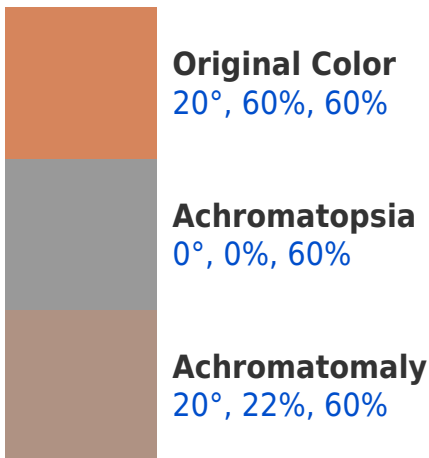 Original Color
20°, 60%, 60%
Achromatopsia
0°, 0%, 60%
Achromatomaly
20°, 22%, 60%